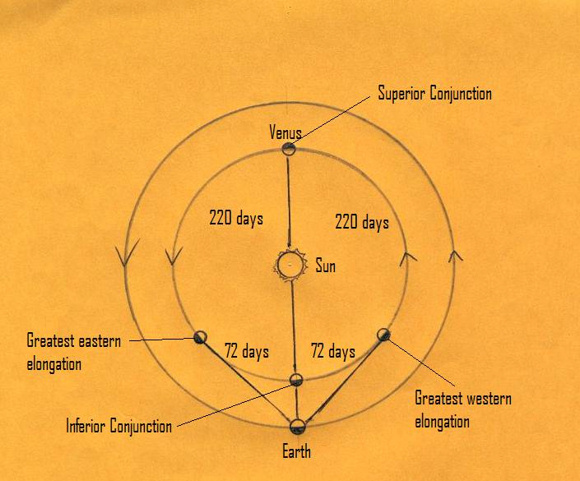 Superior Conjunction
Venus
220 days
220 days
Sun
Greatest eastern
elongation
72 days
72 days
Greatest western
elongation
Inferior Conjunction
Earth